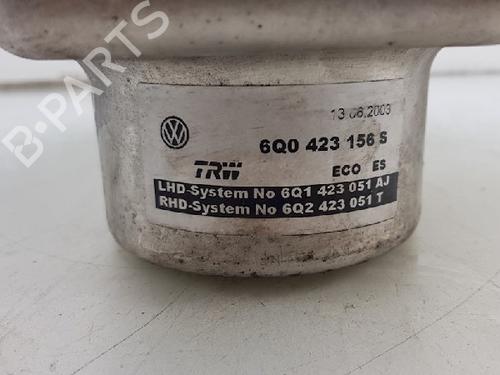 B-PARTS
13.06.2003
6Q0 423 156 S
TRW
ECO ES
LHD-System No 6Q1 423 051 AJ
RHD-System No 6Q2 423 051 T